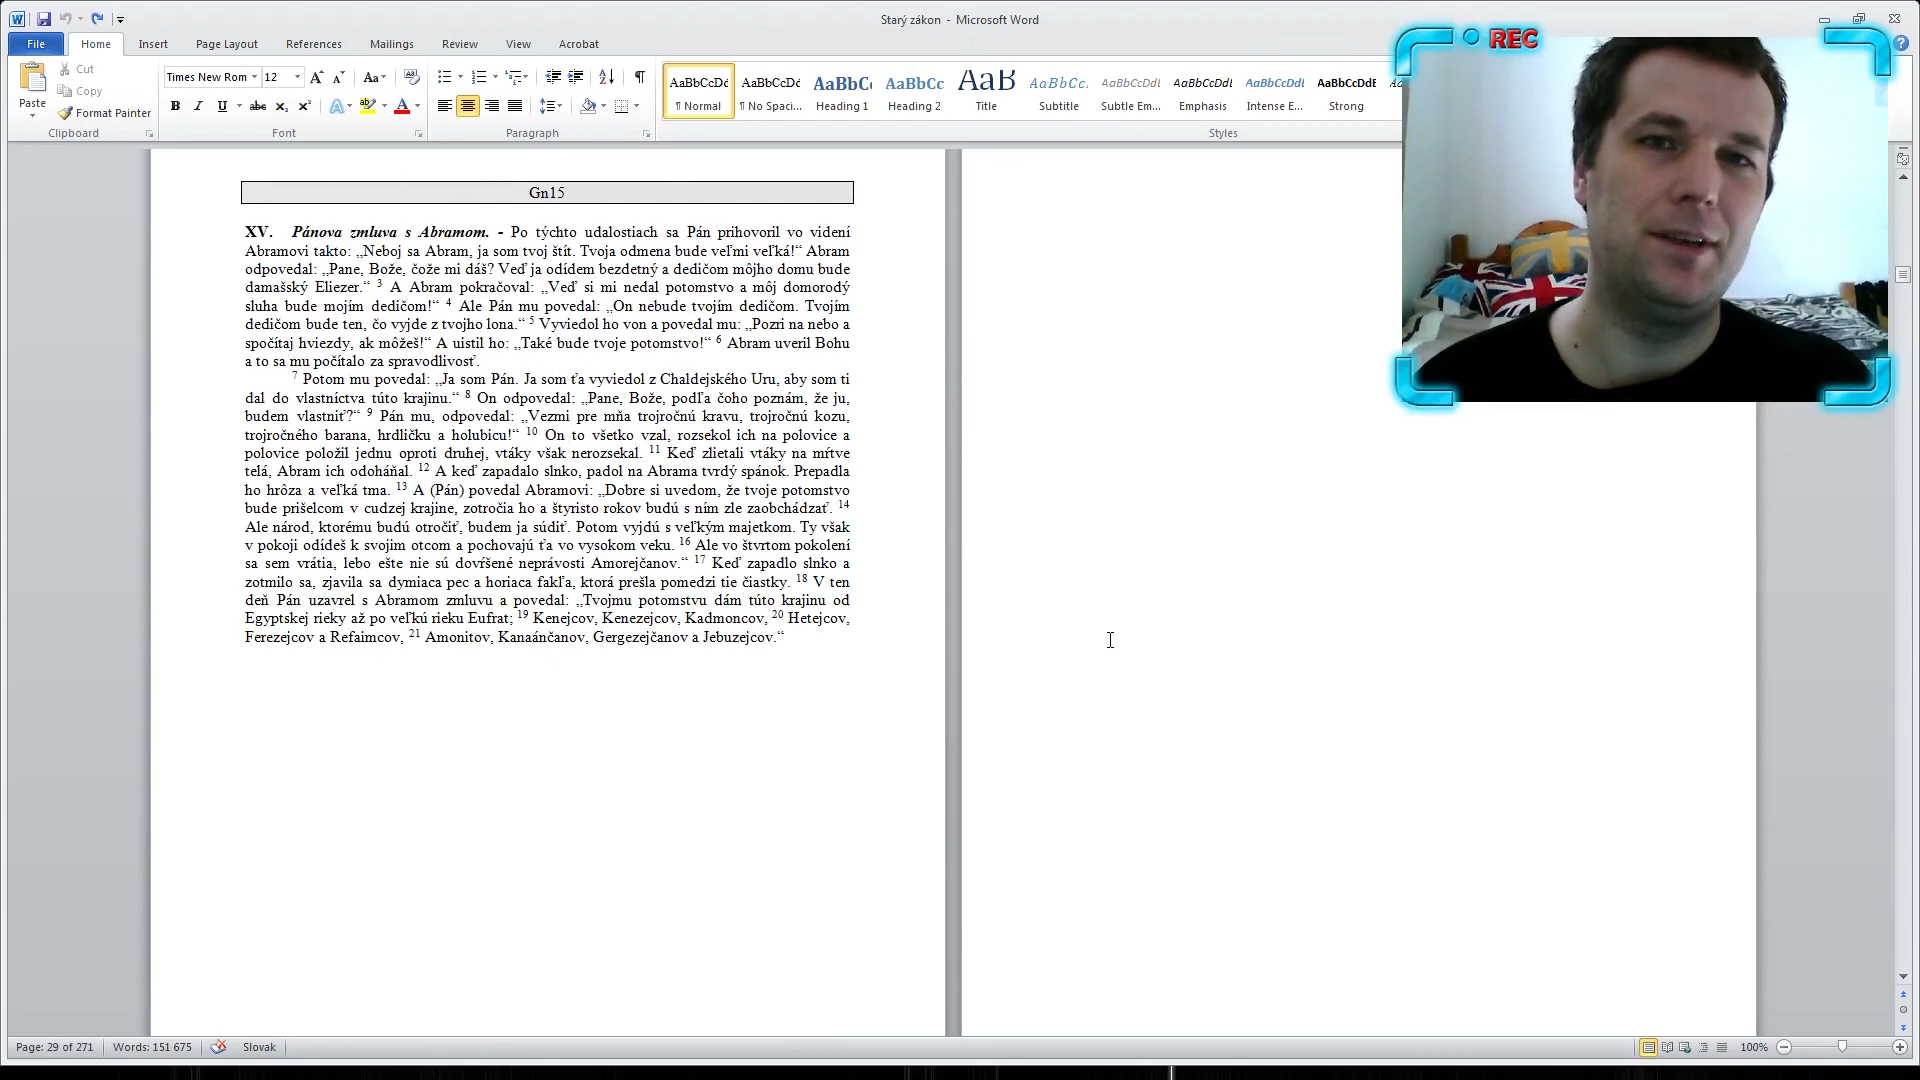 Starý zákon - Microsoft Word
File Home Insert Page Layout References Mailings Review View Acrobat
REC
Cut
Copy
Paste Format Painter
Times New Rom 12
AaBbCcDd AaBbCcDd AaBbC AaBbCc AaB AaBbCc. AaBbCcDdI AaBbCcDdI AaBbCcDdI AaBbCcDdE
¶ Normal ¶ No Spaci... Heading 1 Heading 2 Title Subtitle Subtle Em... Emphasis Intense E... Strong
Clipboard Font Paragraph Styles
Gn15
XV. Pánova zmluva s Abramom. - Po týchto udalostiach sa Pán prihovoril vo videní
Abramovi takto: „Neboj sa Abram, ja som tvoj štít. Tvoja odmena bude veľmi veľká!“ Abram
odpovedal: „Pane, Bože, čože mi dáš? Veď ja odídem bezdetný a dedičom môjho domu bude
damašský Eliezer.“ 3 A Abram pokračoval: „Veď si mi nedal potomstvo a môj domorodý
sluha bude mojím dedičom!“ 4 Ale Pán mu povedal: „On nebude tvojím dedičom. Tvojím
dedičom bude ten, čo vyjde z tvojho lona.“ 5 Vyviedol ho von a povedal mu: „Pozri na nebo a
spočítaj hviezdy, ak môžeš!“ A uistil ho: „Také bude tvoje potomstvo!“ 6 Abram uveril Bohu
a to sa mu počítalo za spravodlivosť.
7 Potom mu povedal: „Ja som Pán. Ja som ťa vyviedol z Chaldejského Uru, aby som ti
dal do vlastníctva túto krajinu.“ 8 On odpovedal: „Pane, Bože, podľa čoho poznám, že ju,
budem vlastniť?“ 9 Pán mu, odpovedal: „Vezmi pre mňa trojročnú kravu, trojročnú kozu,
trojročného barana, hrdličku a holubicu!“ 10 On to všetko vzal, rozsekol ich na polovice a
polovice položil jednu oproti druhej, vtáky však nerozsekal. 11 Keď zlietali vtáky na mŕtve
telá, Abram ich odoháňal. 12 A keď zapadalo slnko, padol na Abrama tvrdý spánok. Prepadla
ho hrôza a veľká tma. 13 A (Pán) povedal Abramovi: „Dobre si uvedom, že tvoje potomstvo
bude prišelcom v cudzej krajine, zotročia ho a štyristo rokov budú s ním zle zaobchádzať. 14
Ale národ, ktorému budú otročiť, budem ja súdiť. Potom vyjdú s veľkým majetkom. Ty však
v pokoji odídeš k svojim otcom a pochovajú ťa vo vysokom veku. 16 Ale vo štvrtom pokolení
sa sem vrátia, lebo ešte nie sú dovŕšené neprávosti Amorejčanov.“ 17 Keď zapadlo slnko a
zotmilo sa, zjavila sa dymiaca pec a horiaca fakľa, ktorá prešla pomedzi tie čiastky. 18 V ten
deň Pán uzavrel s Abramom zmluvu a povedal: „Tvojmu potomstvu dám túto krajinu od
Egyptskej rieky až po veľkú rieku Eufrat; 19 Kenejcov, Kenezejcov, Kadmoncov, 20 Hetejcov,
Ferezejcov a Refaimcov, 21 Amonitov, Kanaánčanov, Gergezejčanov a Jebuzejcov.“
Page: 29 of 271 Words: 151 675 Slovak 100%